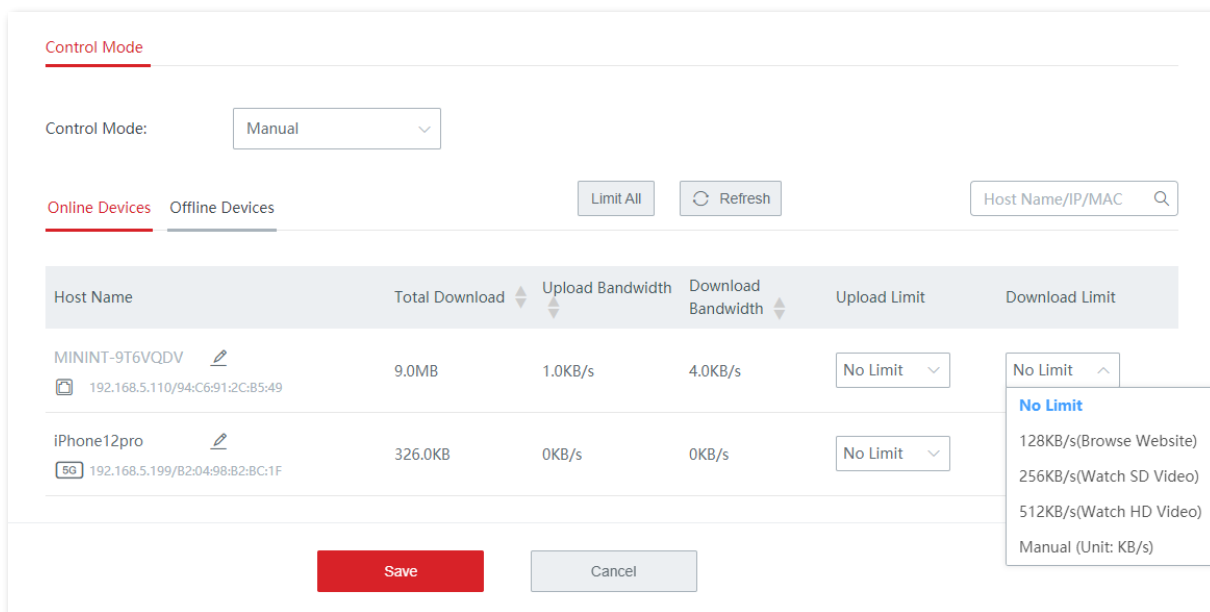 Control Mode
Control Mode:
Manual
Online Devices
Offline Devices
Limit All
Refresh
Host Name/IP/MAC
Host Name
Total Download
Upload Bandwidth
Download
Bandwidth
Upload Limit
Download Limit
MININT-9T6VQDV
192.168.5.110/94:C6:91:2C:B5:49
9.0MB
1.0KB/s
4.0KB/s
No Limit
No Limit
No Limit
128KB/s(Browse Website)
256KB/s(Watch SD Video)
512KB/s(Watch HD Video)
Manual (Unit: KB/s)
iPhone12pro
5G 192.168.5.199/B2:04:98:B2:BC:1F
326.0KB
0KB/s
0KB/s
No Limit
Save
Cancel